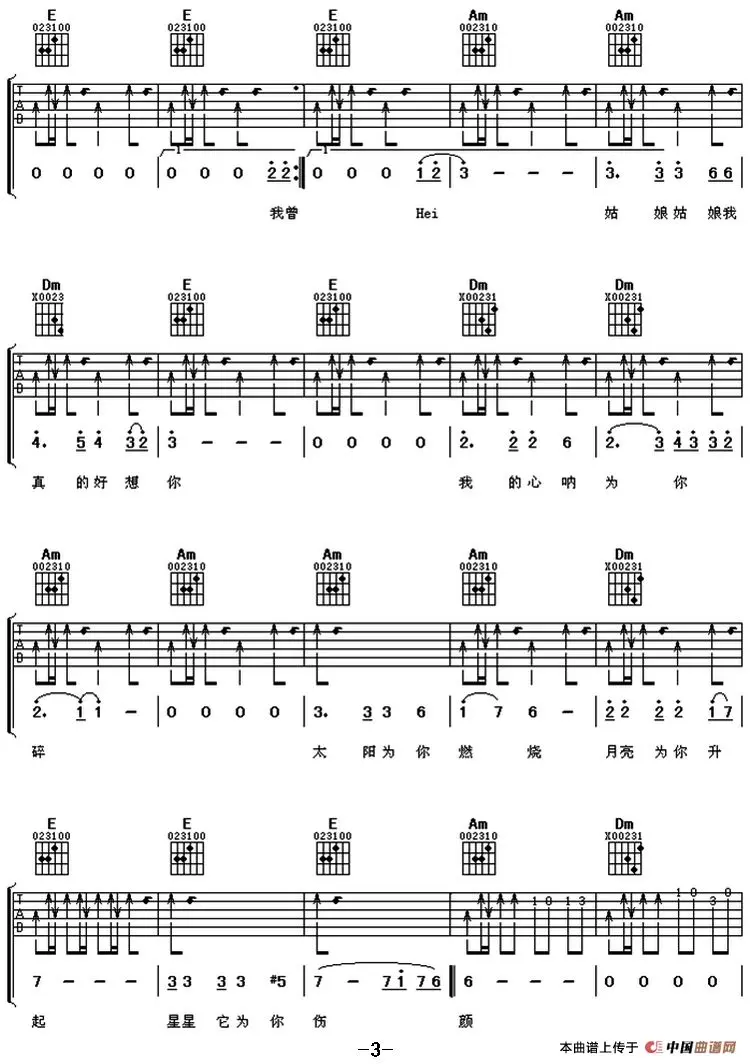 E E E Am Am
023100 023100 023100 002310 002310
T A B
1 1
0 0 0 0 | 0 0 0 2 2 :| 0 0 0 1 2 | 3 - - - | 3. 3 3 6 6
我曾 Hei 姑 娘姑 娘我
Dm E E Dm Dm
X0023 023100 023100 X00231 X00231
T A B
4. 5 4 3 2 | 3 - - - | 0 0 0 0 | 2. 2 2 6 | 2. 3 4 3 3 2
真 的好 想 你 我 的心 呐 为 你
Am Am Am Am Dm
002310 002310 002310 002310 X00231
T A B
2. 1 1 - | 0 0 0 0 | 3. 3 3 6 | 1 7 6 - | 2 2 2 2 1 7
碎 太 阳为 你 燃 烧 月亮 为你 升
E E E Am Dm
023100 023100 023100 002310 X00231
T A B
1 0 1 3 1 0 3 0
7 - - - | 3 3 3 3 #5 | 7 - 7 1 7 6 | 6 - - - | 0 0 0 0
起 星星 它为 你 伤 颜
-3-
本曲谱上传于 中国曲谱网